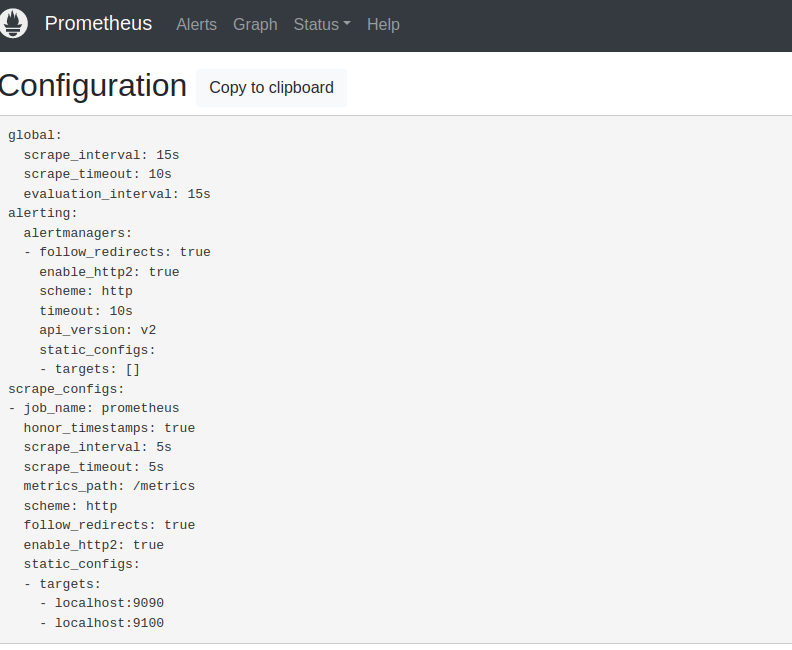 Prometheus Alerts Graph Status Help
Configuration Copy to clipboard
global:
  scrape_interval: 15s
  scrape_timeout: 10s
  evaluation_interval: 15s
alerting:
  alertmanagers:
  - follow_redirects: true
    enable_http2: true
    scheme: http
    timeout: 10s
    api_version: v2
    static_configs:
    - targets: []
scrape_configs:
- job_name: prometheus
  honor_timestamps: true
  scrape_interval: 5s
  scrape_timeout: 5s
  metrics_path: /metrics
  scheme: http
  follow_redirects: true
  enable_http2: true
  static_configs:
  - targets:
    - localhost:9090
    - localhost:9100